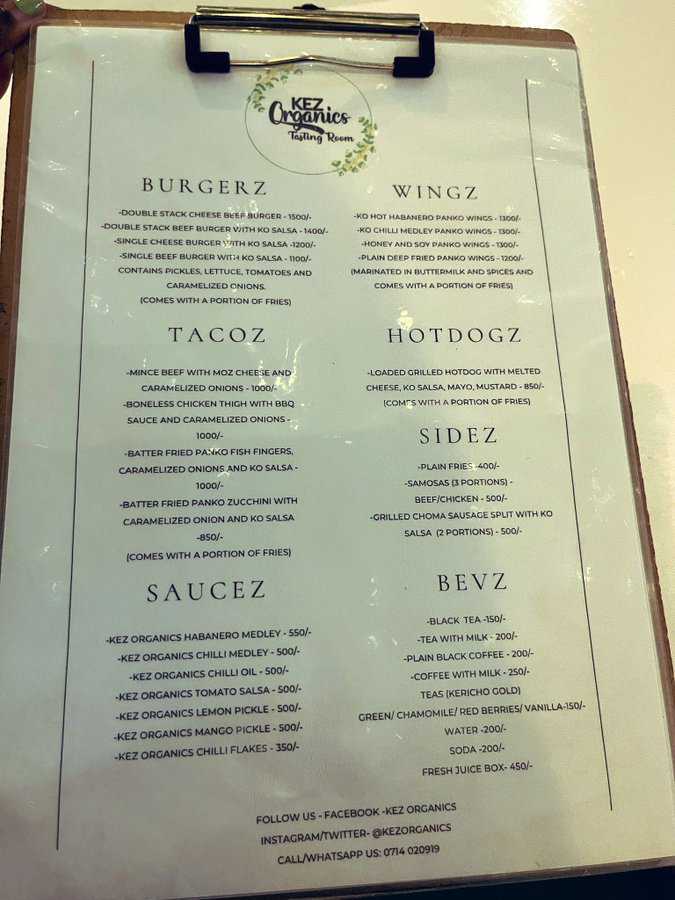 KEZ
Organics
Tasting Room
BURGERZ
-DOUBLE STACK CHEESE BEEF BURGER - 1500/-
-DOUBLE STACK BEEF BURGER WITH KO SALSA - 1400/-
-SINGLE CHEESE BURGER WITH KO SALSA -1200/-
-SINGLE BEEF BURGER WITH KO SALSA - 1100/-
CONTAINS PICKLES, LETTUCE, TOMATOES AND
CARAMELIZED ONIONS.
(COMES WITH A PORTION OF FRIES)
TACOZ
-MINCE BEEF WITH MOZ CHEESE AND
CARAMELIZED ONIONS - 1000/-
-BONELESS CHICKEN THIGH WITH BBQ
SAUCE AND CARAMELIZED ONIONS -
1000/-
-BATTER FRIED PANKO FISH FINGERS,
CARAMELIZED ONIONS AND KO SALSA -
1000/-
-BATTER FRIED PANKO ZUCCHINI WITH
CARAMELIZED ONION AND KO SALSA
-850/-
(COMES WITH A PORTION OF FRIES)
SAUCEZ
-KEZ ORGANICS HABANERO MEDLEY - 550/-
-KEZ ORGANICS CHILLI MEDLEY - 500/-
-KEZ ORGANICS CHILLI OIL - 500/-
-KEZ ORGANICS TOMATO SALSA - 500/-
-KEZ ORGANICS LEMON PICKLE - 500/-
-KEZ ORGANICS MANGO PICKLE - 500/-
-KEZ ORGANICS CHILLI FLAKES - 350/-
WINGZ
-KO HOT HABANERO PANKO WINGS - 1300/-
-KO CHILLI MEDLEY PANKO WINGS - 1300/-
-HONEY AND SOY PANKO WINGS - 1300/-
-PLAIN DEEP FRIED PANKO WINGS - 1200/-
(MARINATED IN BUTTERMILK AND SPICES AND
COMES WITH A PORTION OF FRIES)
HOTDOGZ
-LOADED GRILLED HOTDOG WITH MELTED
CHEESE, KO SALSA, MAYO, MUSTARD - 850/-
(COMES WITH A PORTION OF FRIES)
SIDEZ
-PLAIN FRIES -400/-
-SAMOSAS (3 PORTIONS) -
BEEF/CHICKEN - 500/-
-GRILLED CHOMA SAUSAGE SPLIT WITH KO
SALSA (2 PORTIONS) - 500/-
BEVZ
-BLACK TEA -150/-
-TEA WITH MILK - 200/-
-PLAIN BLACK COFFEE - 200/-
-COFFEE WITH MILK - 250/-
TEAS (KERICHO GOLD)
GREEN/ CHAMOMILE/ RED BERRIES/ VANILLA-150/-
WATER -200/-
SODA -200/-
FRESH JUICE BOX- 450/-
FOLLOW US - FACEBOOK -KEZ ORGANICS
INSTAGRAM/TWITTER- @KEZORGANICS
CALL/WHATSAPP US: 0714 020919